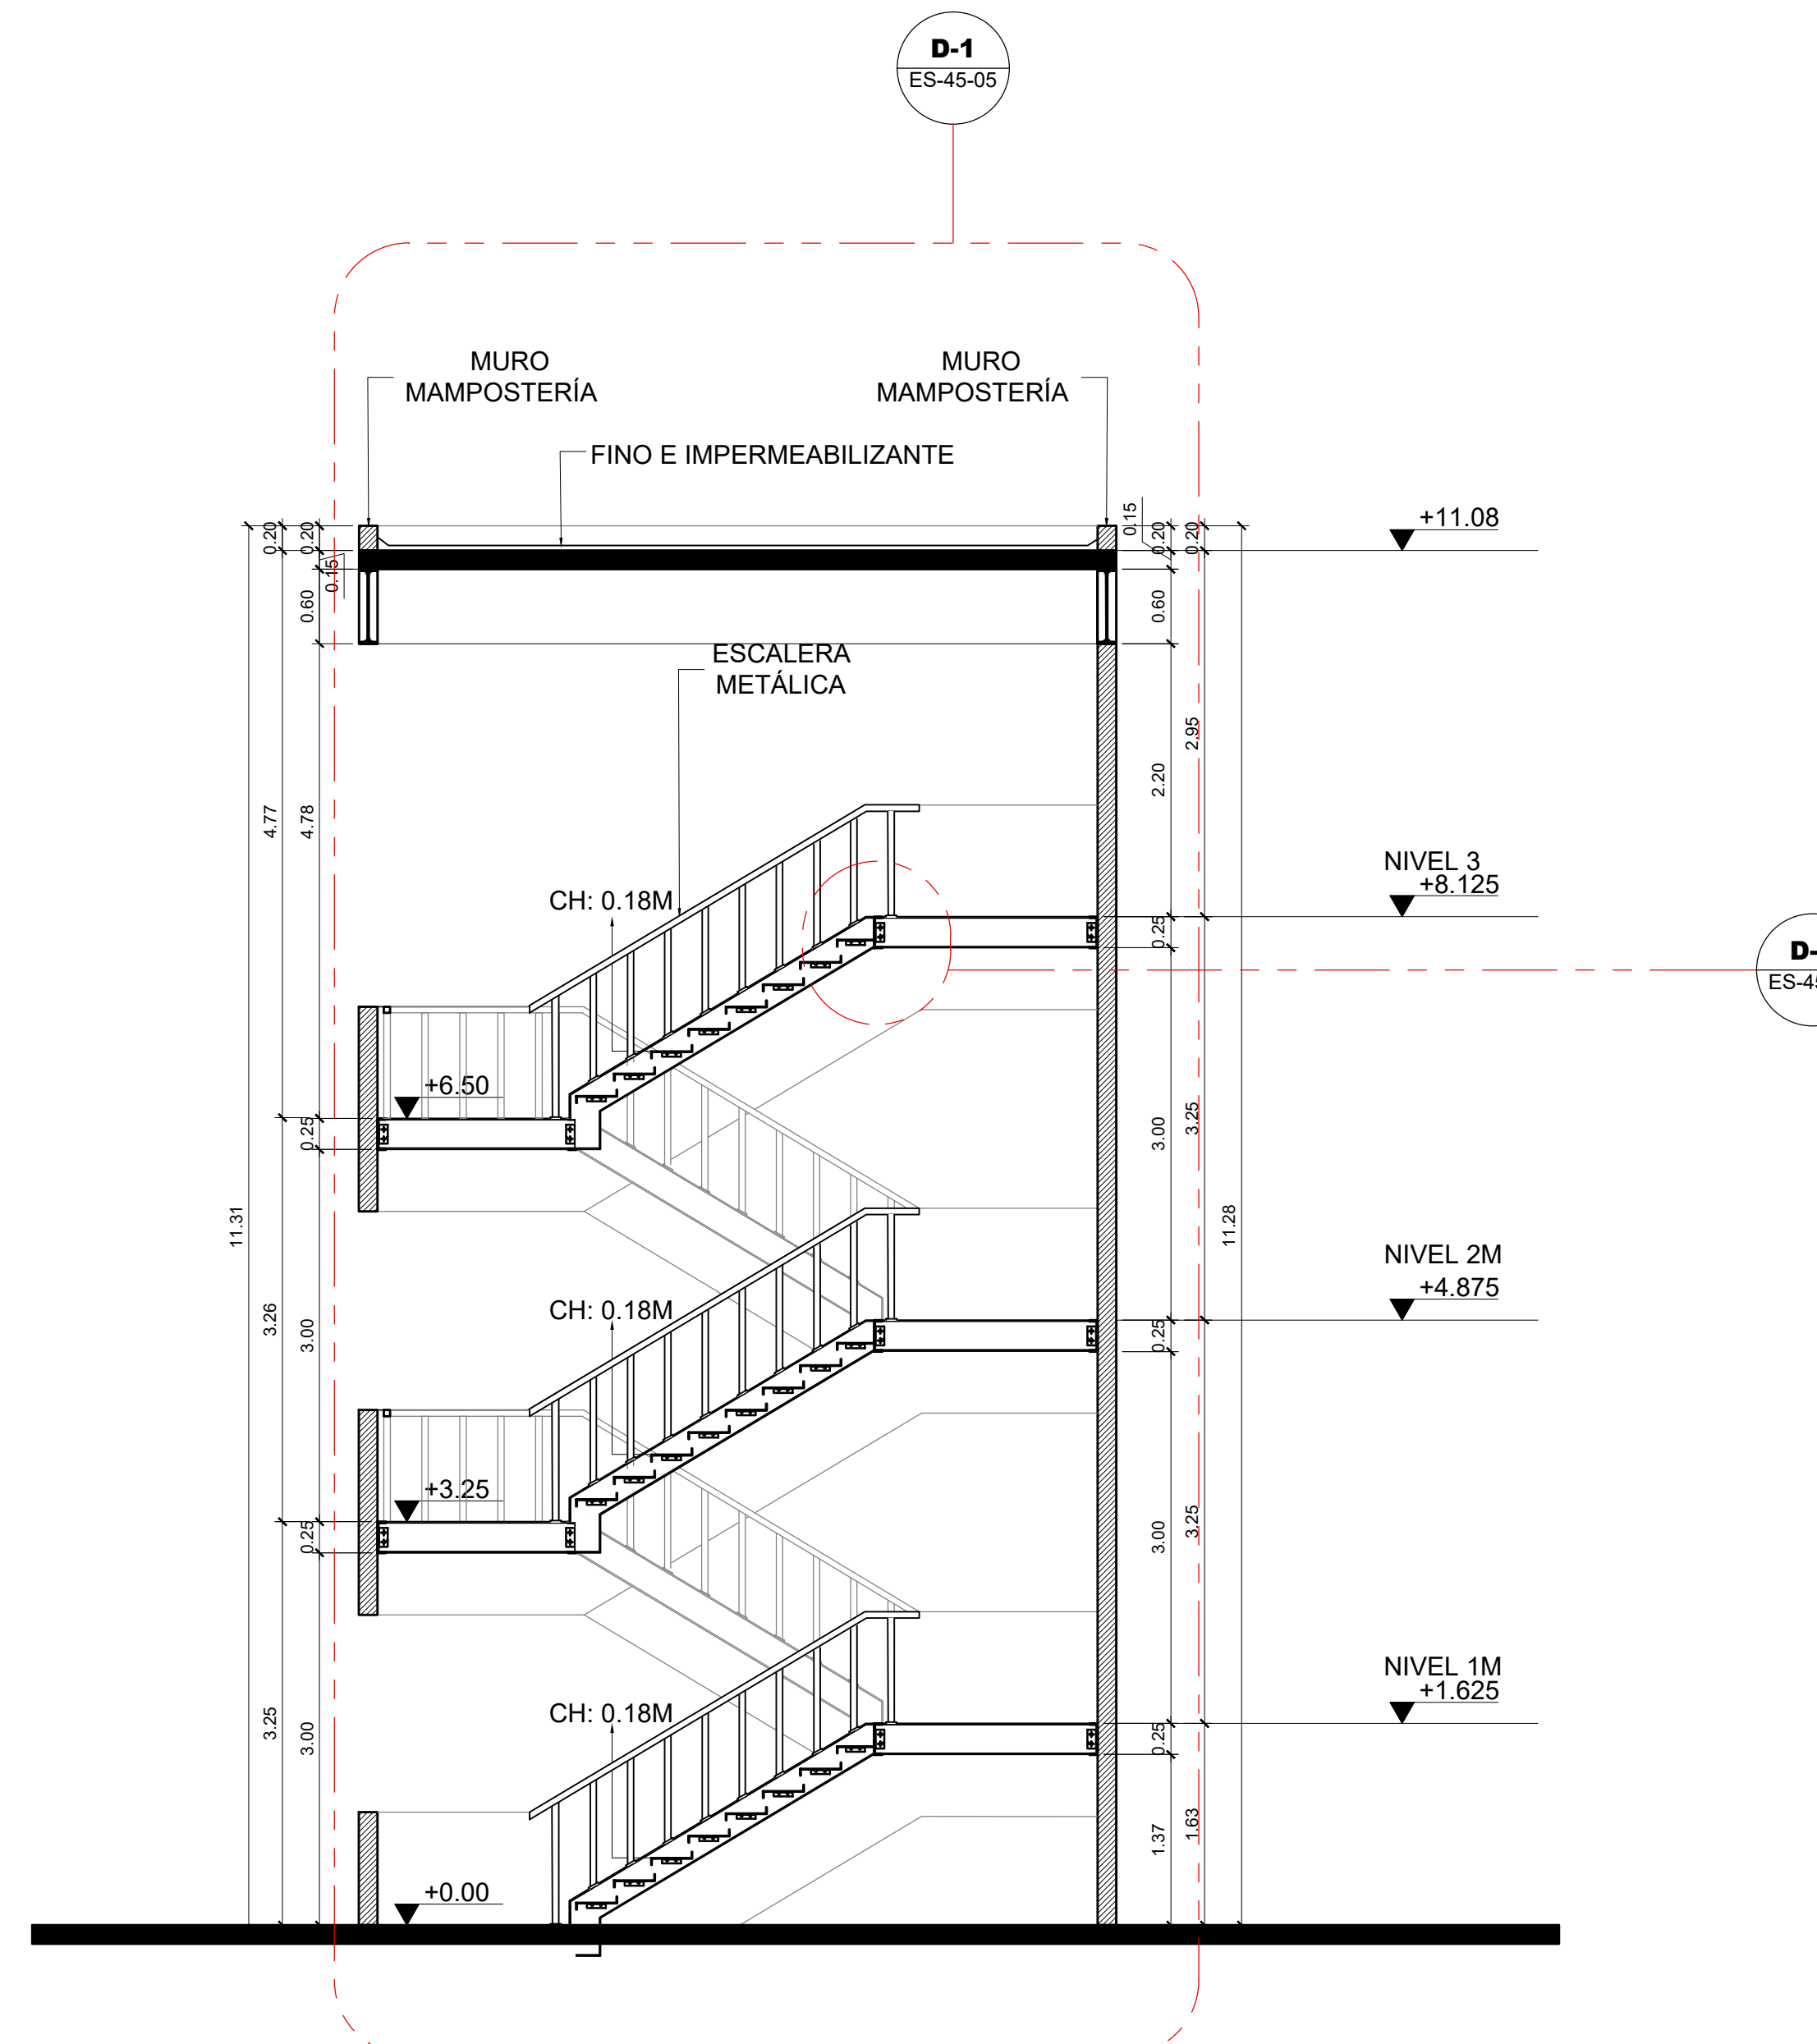 D-1
ES-45-05
MURO
MAMPOSTERÍA
MURO
MAMPOSTERÍA
FINO E IMPERMEABILIZANTE
0.20
0.20
0.15
0.60
0.15
0.20
0.20
0.60
+11.08
ESCALERA
METÁLICA
4.77
4.78
2.20
2.95
CH: 0.18M
NIVEL 3
+8.125
0.25
D-
ES-45
+6.50
0.25
3.00
3.25
11.31
11.28
NIVEL 2M
+4.875
CH: 0.18M
3.26
3.00
0.25
+3.25
0.25
3.00
3.25
NIVEL 1M
+1.625
CH: 0.18M
3.25
3.00
0.25
1.37
1.63
+0.00